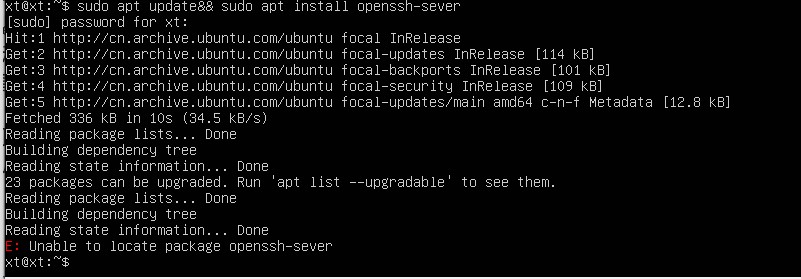 xt@xt:~$ sudo apt update&& sudo apt install openssh-sever
[sudo] password for xt:
Hit:1 http://cn.archive.ubuntu.com/ubuntu focal InRelease
Get:2 http://cn.archive.ubuntu.com/ubuntu focal-updates InRelease [114 kB]
Get:3 http://cn.archive.ubuntu.com/ubuntu focal-backports InRelease [101 kB]
Get:4 http://cn.archive.ubuntu.com/ubuntu focal-security InRelease [109 kB]
Get:5 http://cn.archive.ubuntu.com/ubuntu focal-updates/main amd64 c-n-f Metadata [12.8 kB]
Fetched 336 kB in 10s (34.5 kB/s)
Reading package lists... Done
Building dependency tree
Reading state information... Done
23 packages can be upgraded. Run 'apt list --upgradable' to see them.
Reading package lists... Done
Building dependency tree
Reading state information... Done
E: Unable to locate package openssh-sever
xt@xt:~$